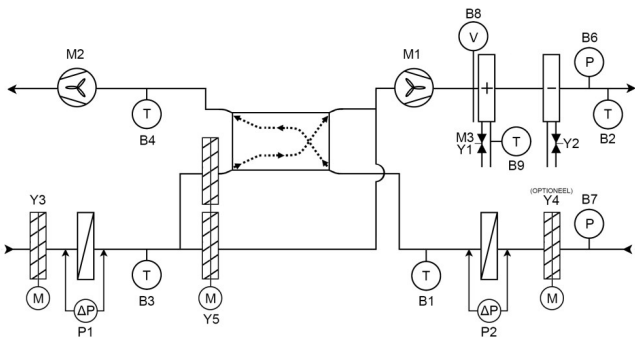 B8
M2
M1
V
B6
P
+
−
T
B4
M3
Y1
T
B9
Y2
T
B2
Y3
(OPTIONEEL)
Y4
B7
P
M
ΔP
P1
T
B3
M
Y5
T
B1
ΔP
P2
M